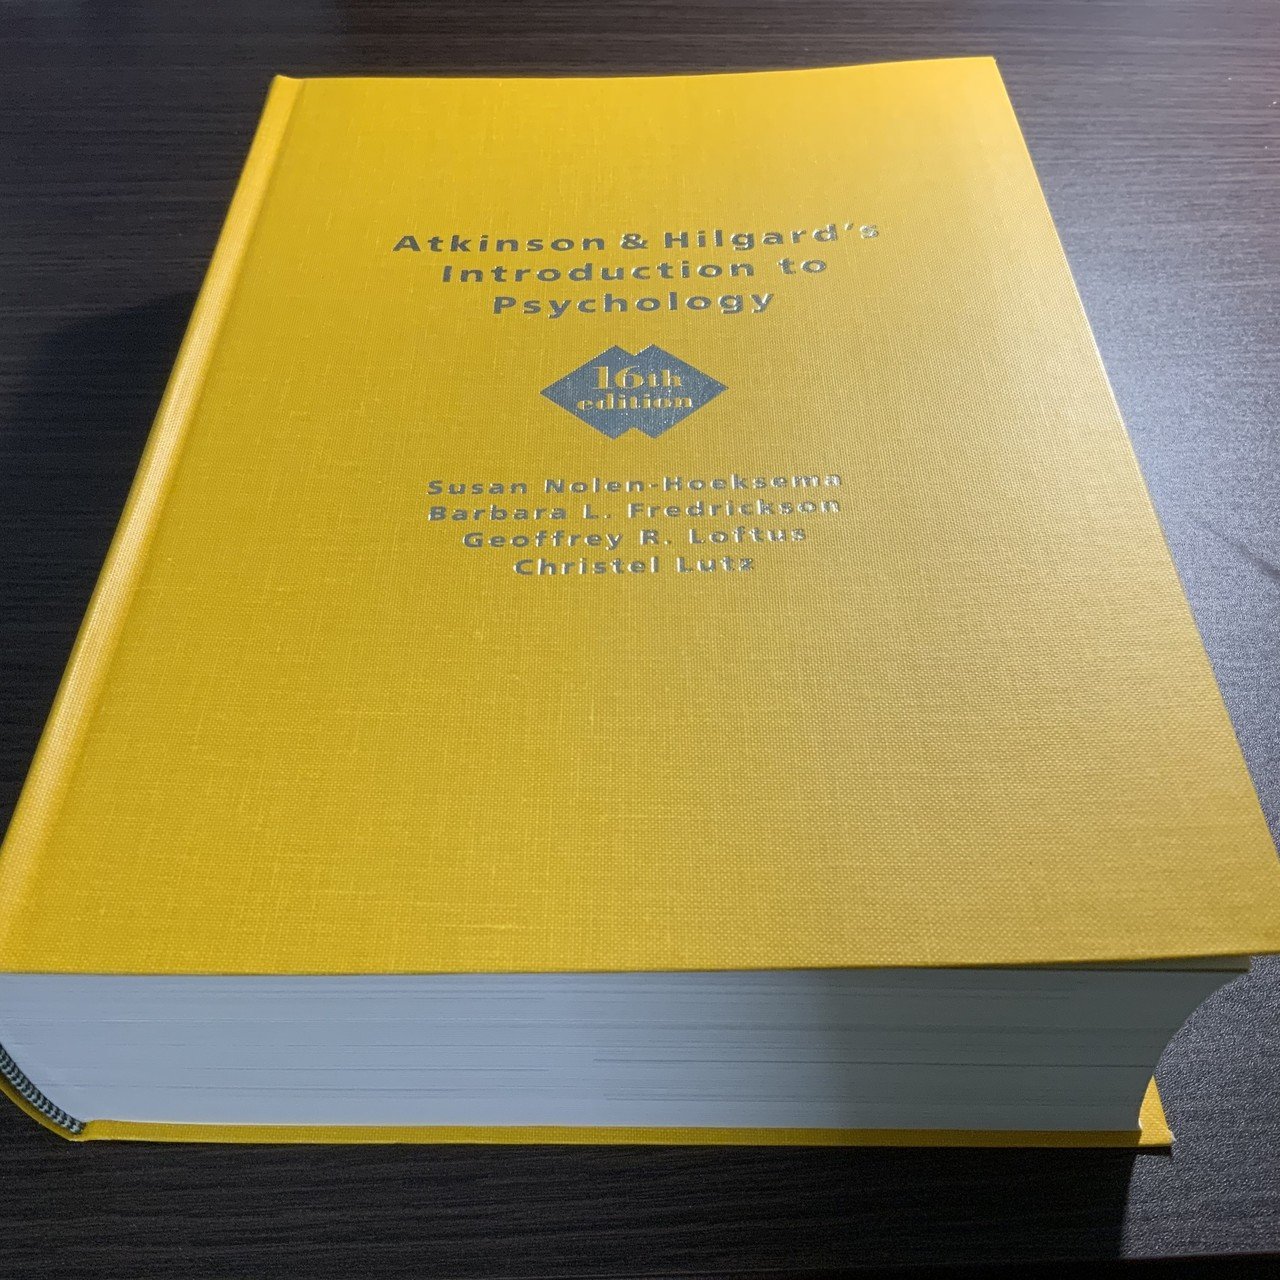 Atkinson & Hilgard's
Introduction to
Psychology
16th
edition
Susan Nolen-Hoeksema
Barbara L. Fredrickson
Geoffrey R. Loftus
Christel Lutz